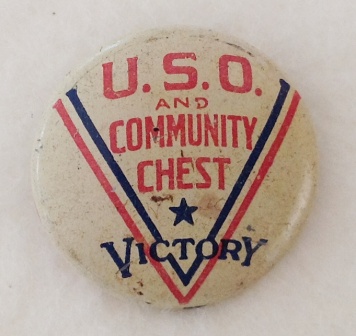 U.S.O.
AND
COMMUNITY
CHEST
VICTORY